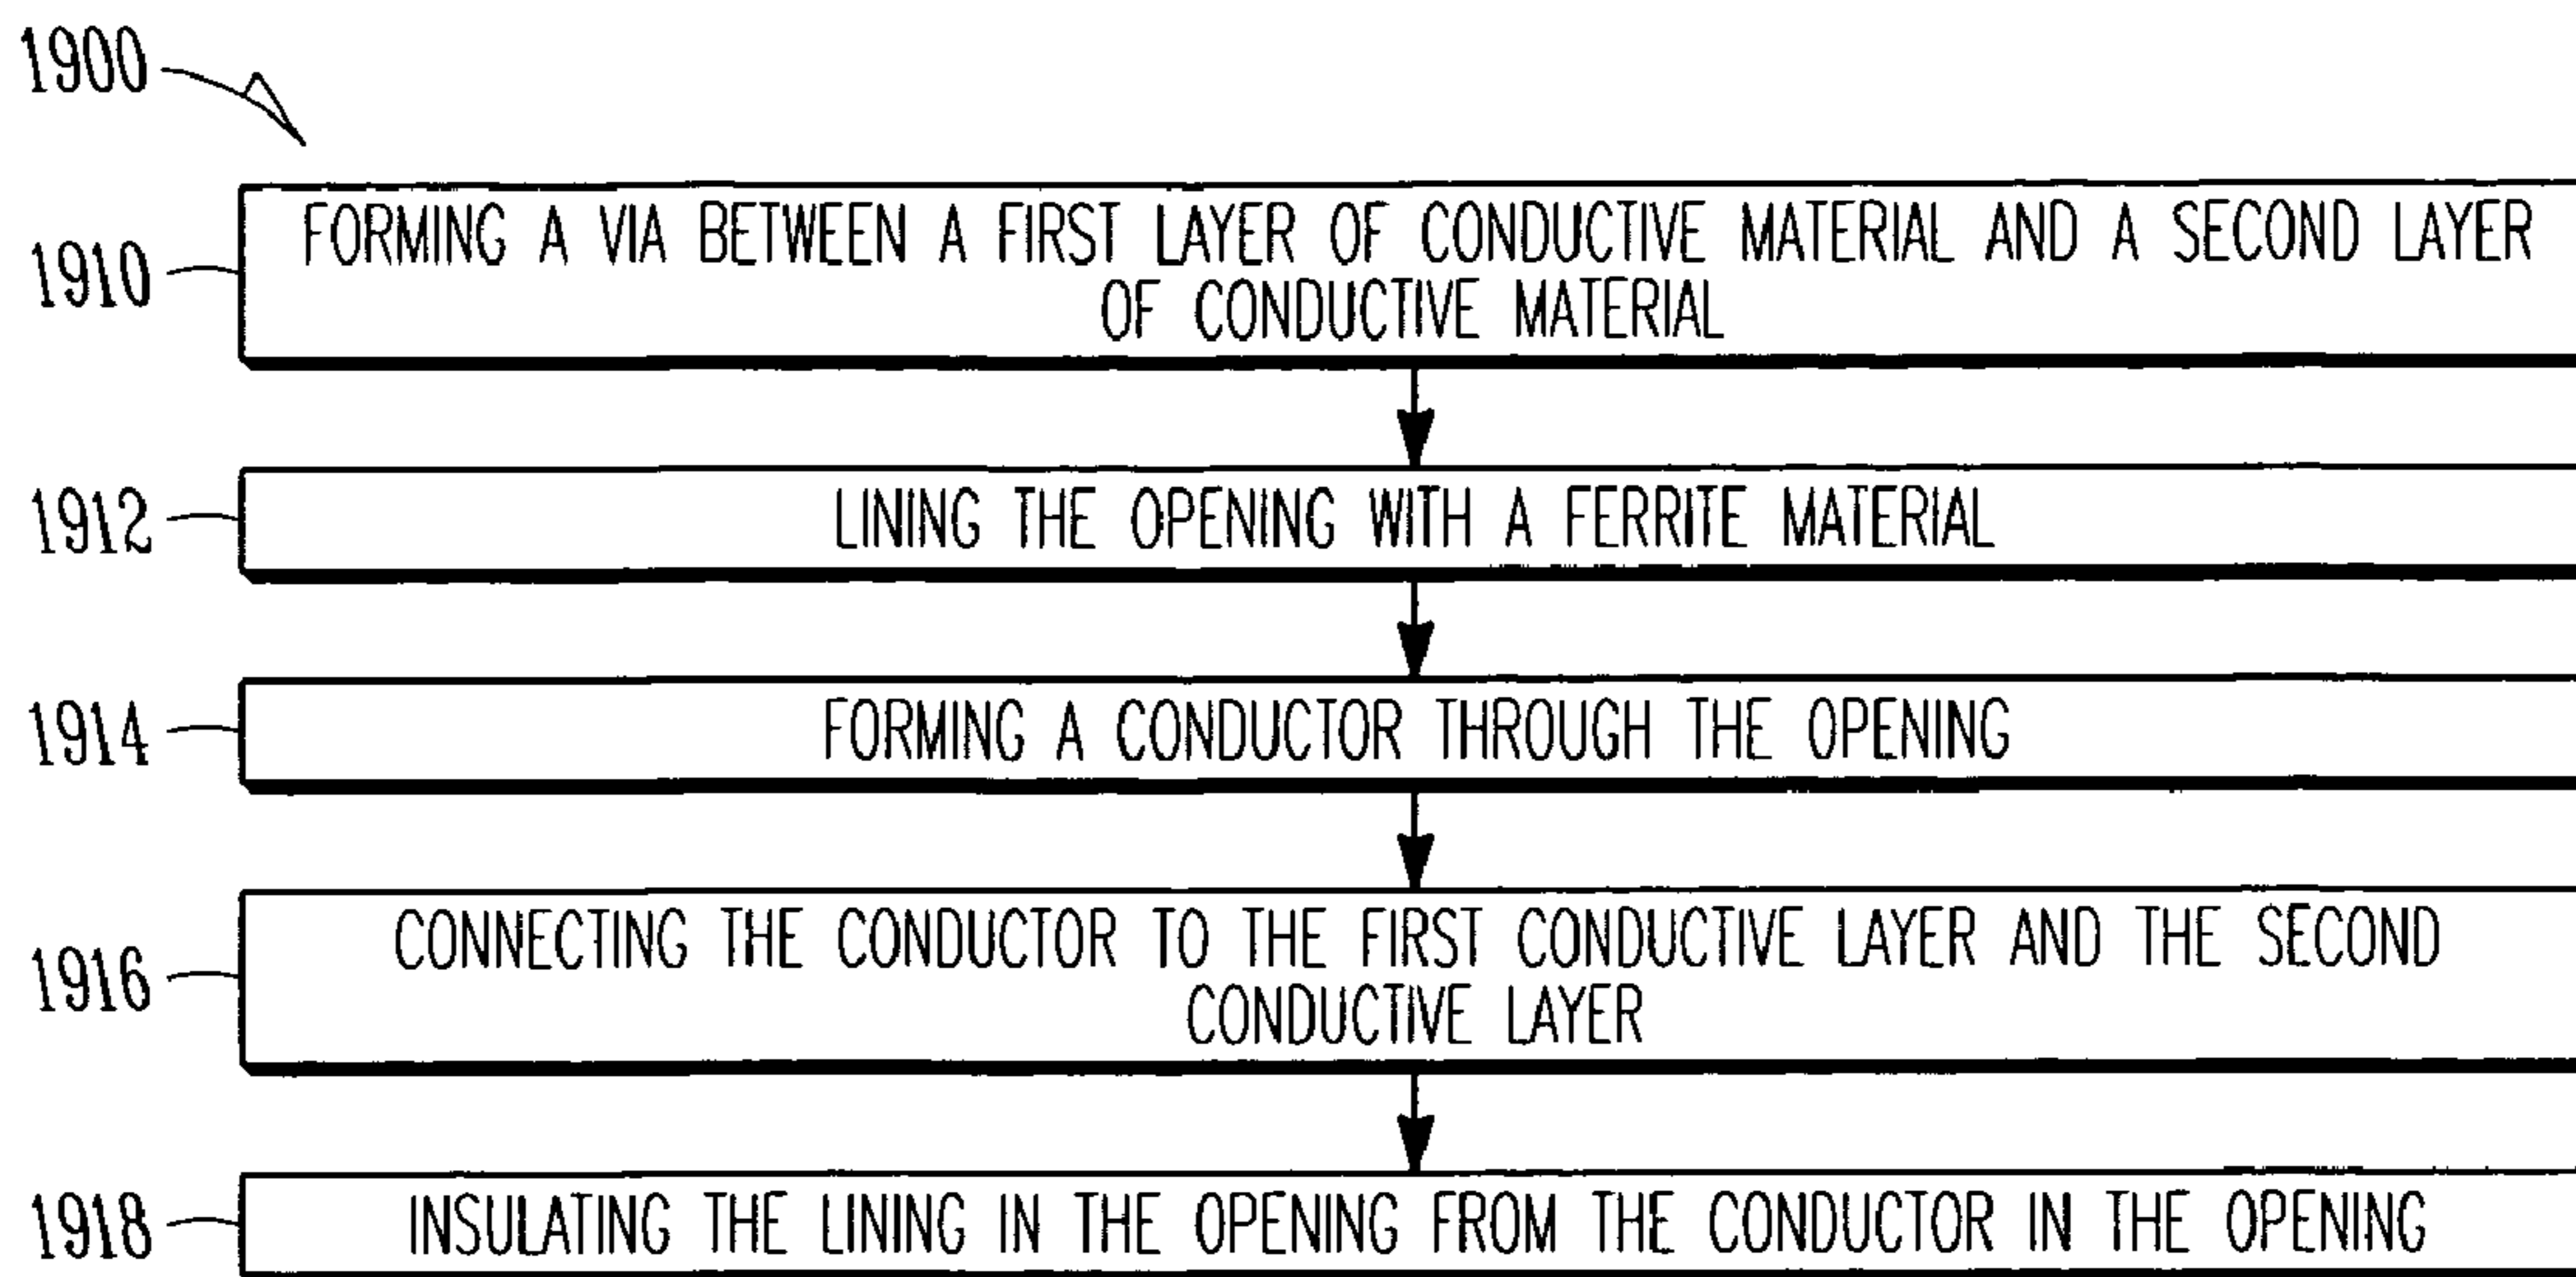 1900
1910
FORMING A VIA BETWEEN A FIRST LAYER OF CONDUCTIVE MATERIAL AND A SECOND LAYER
OF CONDUCTIVE MATERIAL
1912
LINING THE OPENING WITH A FERRITE MATERIAL
1914
FORMING A CONDUCTOR THROUGH THE OPENING
1916
CONNECTING THE CONDUCTOR TO THE FIRST CONDUCTIVE LAYER AND THE SECOND
CONDUCTIVE LAYER
1918
INSULATING THE LINING IN THE OPENING FROM THE CONDUCTOR IN THE OPENING